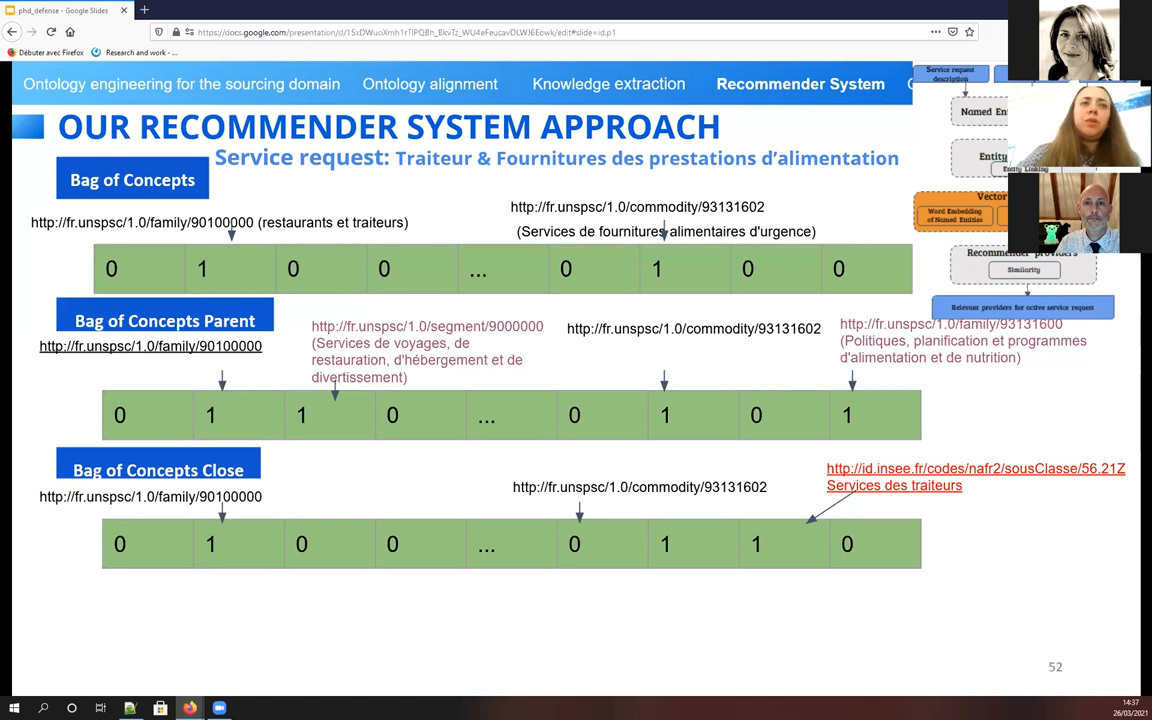 phd_defense - Google Slides
https://docs.google.com/presentation/d/15xDWuoXmh1rTIPQBh_BkvTz_WU4eFeucavDLWJ6Eowk/edit#slide=id.p1
Débuter avec Firefox
Research and work - ...
Ontology engineering for the sourcing domain
Ontology alignment
Knowledge extraction
Recommender System
OUR RECOMMENDER SYSTEM APPROACH
Service request: Traiteur & Fournitures des prestations d'alimentation
Bag of Concepts
http://fr.unspsc/1.0/commodity/93131602
http://fr.unspsc/1.0/family/90100000 (restaurants et traiteurs)
(Services de fournitures alimentaires d'urgence)
0 1 0 0 ... 0 1 0 0
Bag of Concepts Parent
http://fr.unspsc/1.0/family/90100000
http://fr.unspsc/1.0/segment/9000000
(Services de voyages, de
restauration, d'hébergement et de
divertissement)
http://fr.unspsc/1.0/commodity/93131602
http://fr.unspsc/1.0/family/93131600
(Politiques, planification et programmes
d'alimentation et de nutrition)
0 1 1 0 ... 0 1 0 1
Bag of Concepts Close
http://fr.unspsc/1.0/family/90100000
http://fr.unspsc/1.0/commodity/93131602
http://id.insee.fr/codes/nafr2/sousClasse/56.21Z
Services des traiteurs
0 1 0 0 ... 0 1 1 0
Service request
description
Named
Entity Linking
Vector
Word Embedding
of Named Entities
Recommender providers
Similarity
Relevant providers for active service request
52
14:37
26/03/2021